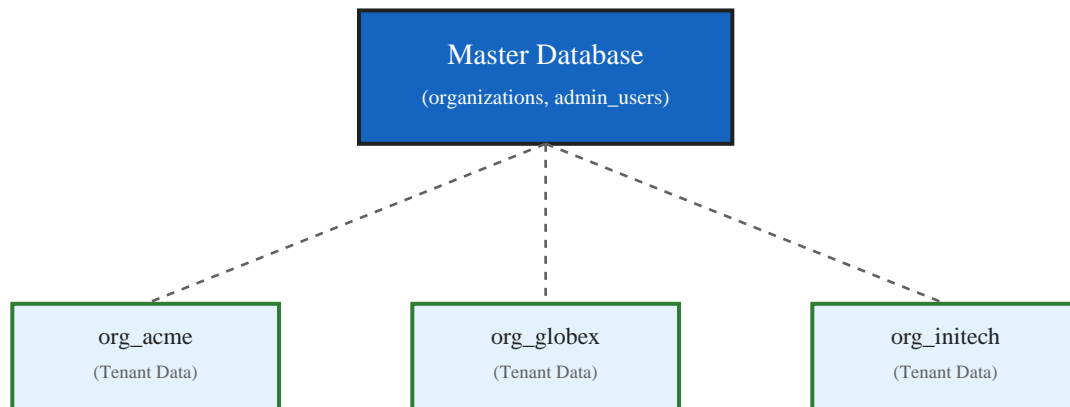 Master Database
(organizations, admin_users)
org_acme
(Tenant Data)
org_globex
(Tenant Data)
org_initech
(Tenant Data)